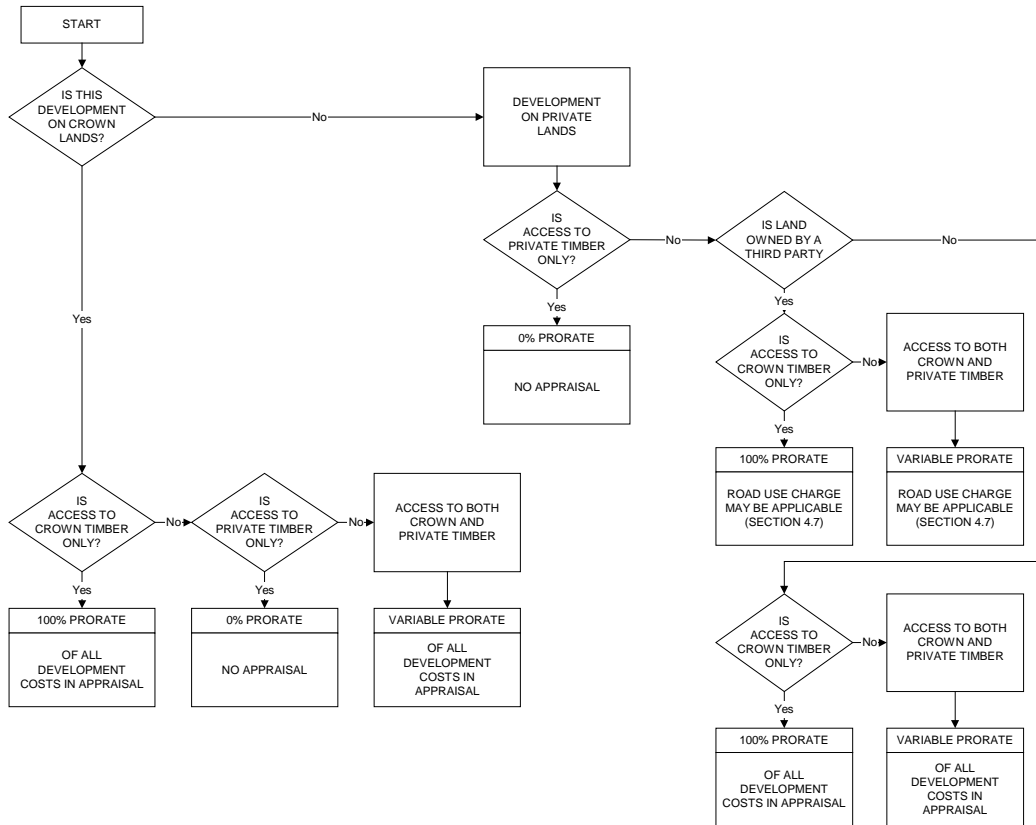 START
IS THIS
DEVELOPMENT
ON CROWN
LANDS?
No
DEVELOPMENT
ON PRIVATE
LANDS
IS
ACCESS TO
PRIVATE TIMBER
ONLY?
No
IS LAND
OWNED BY A
THIRD PARTY
No
Yes
Yes
Yes
0% PRORATE
NO APPRAISAL
IS
ACCESS TO
CROWN TIMBER
ONLY?
No
ACCESS TO BOTH
CROWN AND
PRIVATE TIMBER
Yes
100% PRORATE
ROAD USE CHARGE
MAY BE APPLICABLE
(SECTION 4.7)
VARIABLE PRORATE
ROAD USE CHARGE
MAY BE APPLICABLE
(SECTION 4.7)
IS
ACCESS TO
CROWN TIMBER
ONLY?
No
IS
ACCESS TO
PRIVATE TIMBER
ONLY?
No
ACCESS TO BOTH
CROWN AND
PRIVATE TIMBER
Yes
Yes
100% PRORATE
OF ALL
DEVELOPMENT
COSTS IN APPRAISAL
0% PRORATE
NO APPRAISAL
VARIABLE PRORATE
OF ALL
DEVELOPMENT
COSTS IN
APPRAISAL
IS
ACCESS TO
CROWN TIMBER
ONLY?
No
ACCESS TO BOTH
CROWN AND
PRIVATE TIMBER
Yes
100% PRORATE
OF ALL
DEVELOPMENT
COSTS IN APPRAISAL
VARIABLE PRORATE
OF ALL
DEVELOPMENT
COSTS IN
APPRAISAL